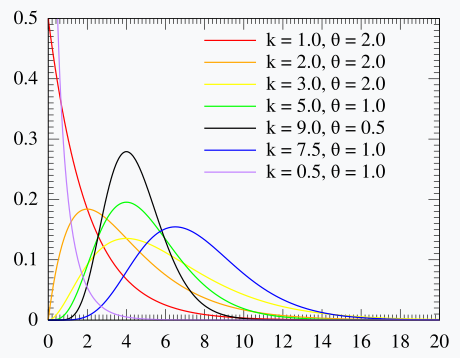 0.5
0.4
0.3
0.2
0.1
0
k = 1.0, θ = 2.0
k = 2.0, θ = 2.0
k = 3.0, θ = 2.0
k = 5.0, θ = 1.0
k = 9.0, θ = 0.5
k = 7.5, θ = 1.0
k = 0.5, θ = 1.0
0 2 4 6 8 10 12 14 16 18 20